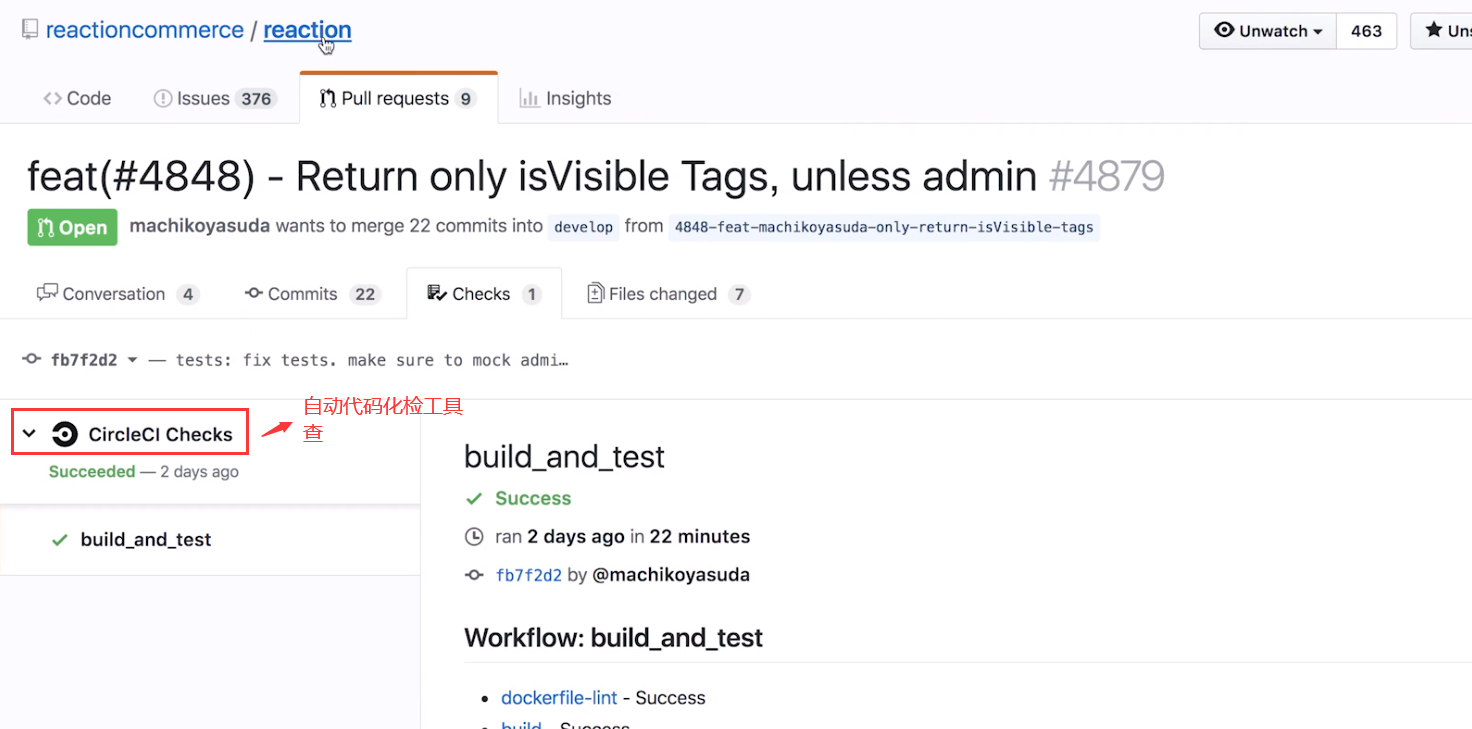 reactioncommerce / reaction
Unwatch 463
Uns
Code Issues 376 Pull requests 9 Insights
feat(#4848) - Return only isVisible Tags, unless admin #4879
Open machikoyasuda wants to merge 22 commits into develop from 4848-feat-machikoyasuda-only-return-isVisible-tags
Conversation 4 Commits 22 Checks 1 Files changed 7
fb7f2d2 — tests: fix tests. make sure to mock admi…
自动代码化检工具
查
CircleCI Checks
Succeeded — 2 days ago
build_and_test
build_and_test
Success
ran 2 days ago in 22 minutes
fb7f2d2 by @machikoyasuda
Workflow: build_and_test
• dockerfile-lint - Success
• build - Success